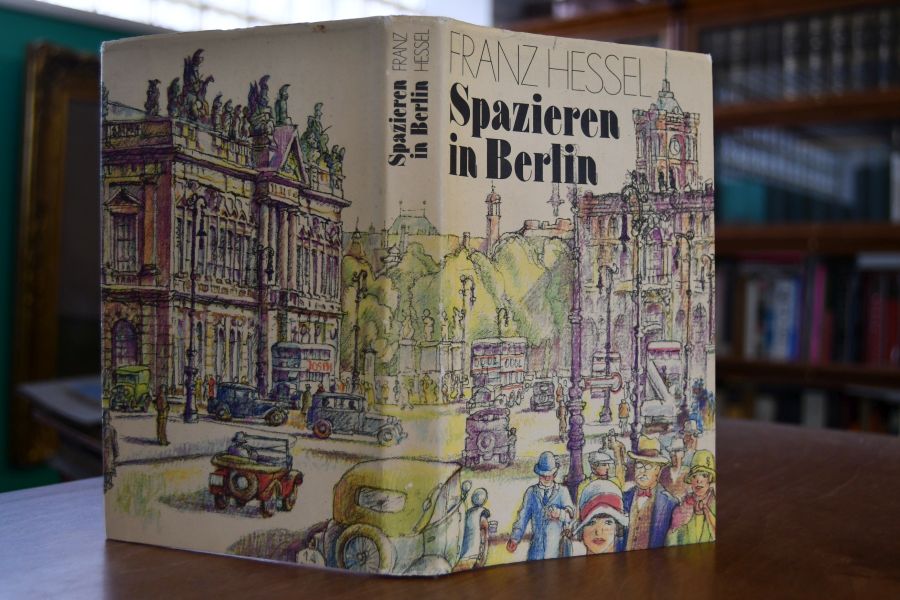 FRANZ
HESSEL
Spazieren
in Berlin
FRANZ HESSEL
Spazieren
in Berlin